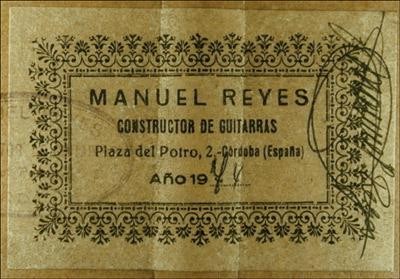 MANUEL REYES
CONSTRUCTOR DE GUITARRAS
Plaza del Potro, 2.-Córdoba (España)
Año 19